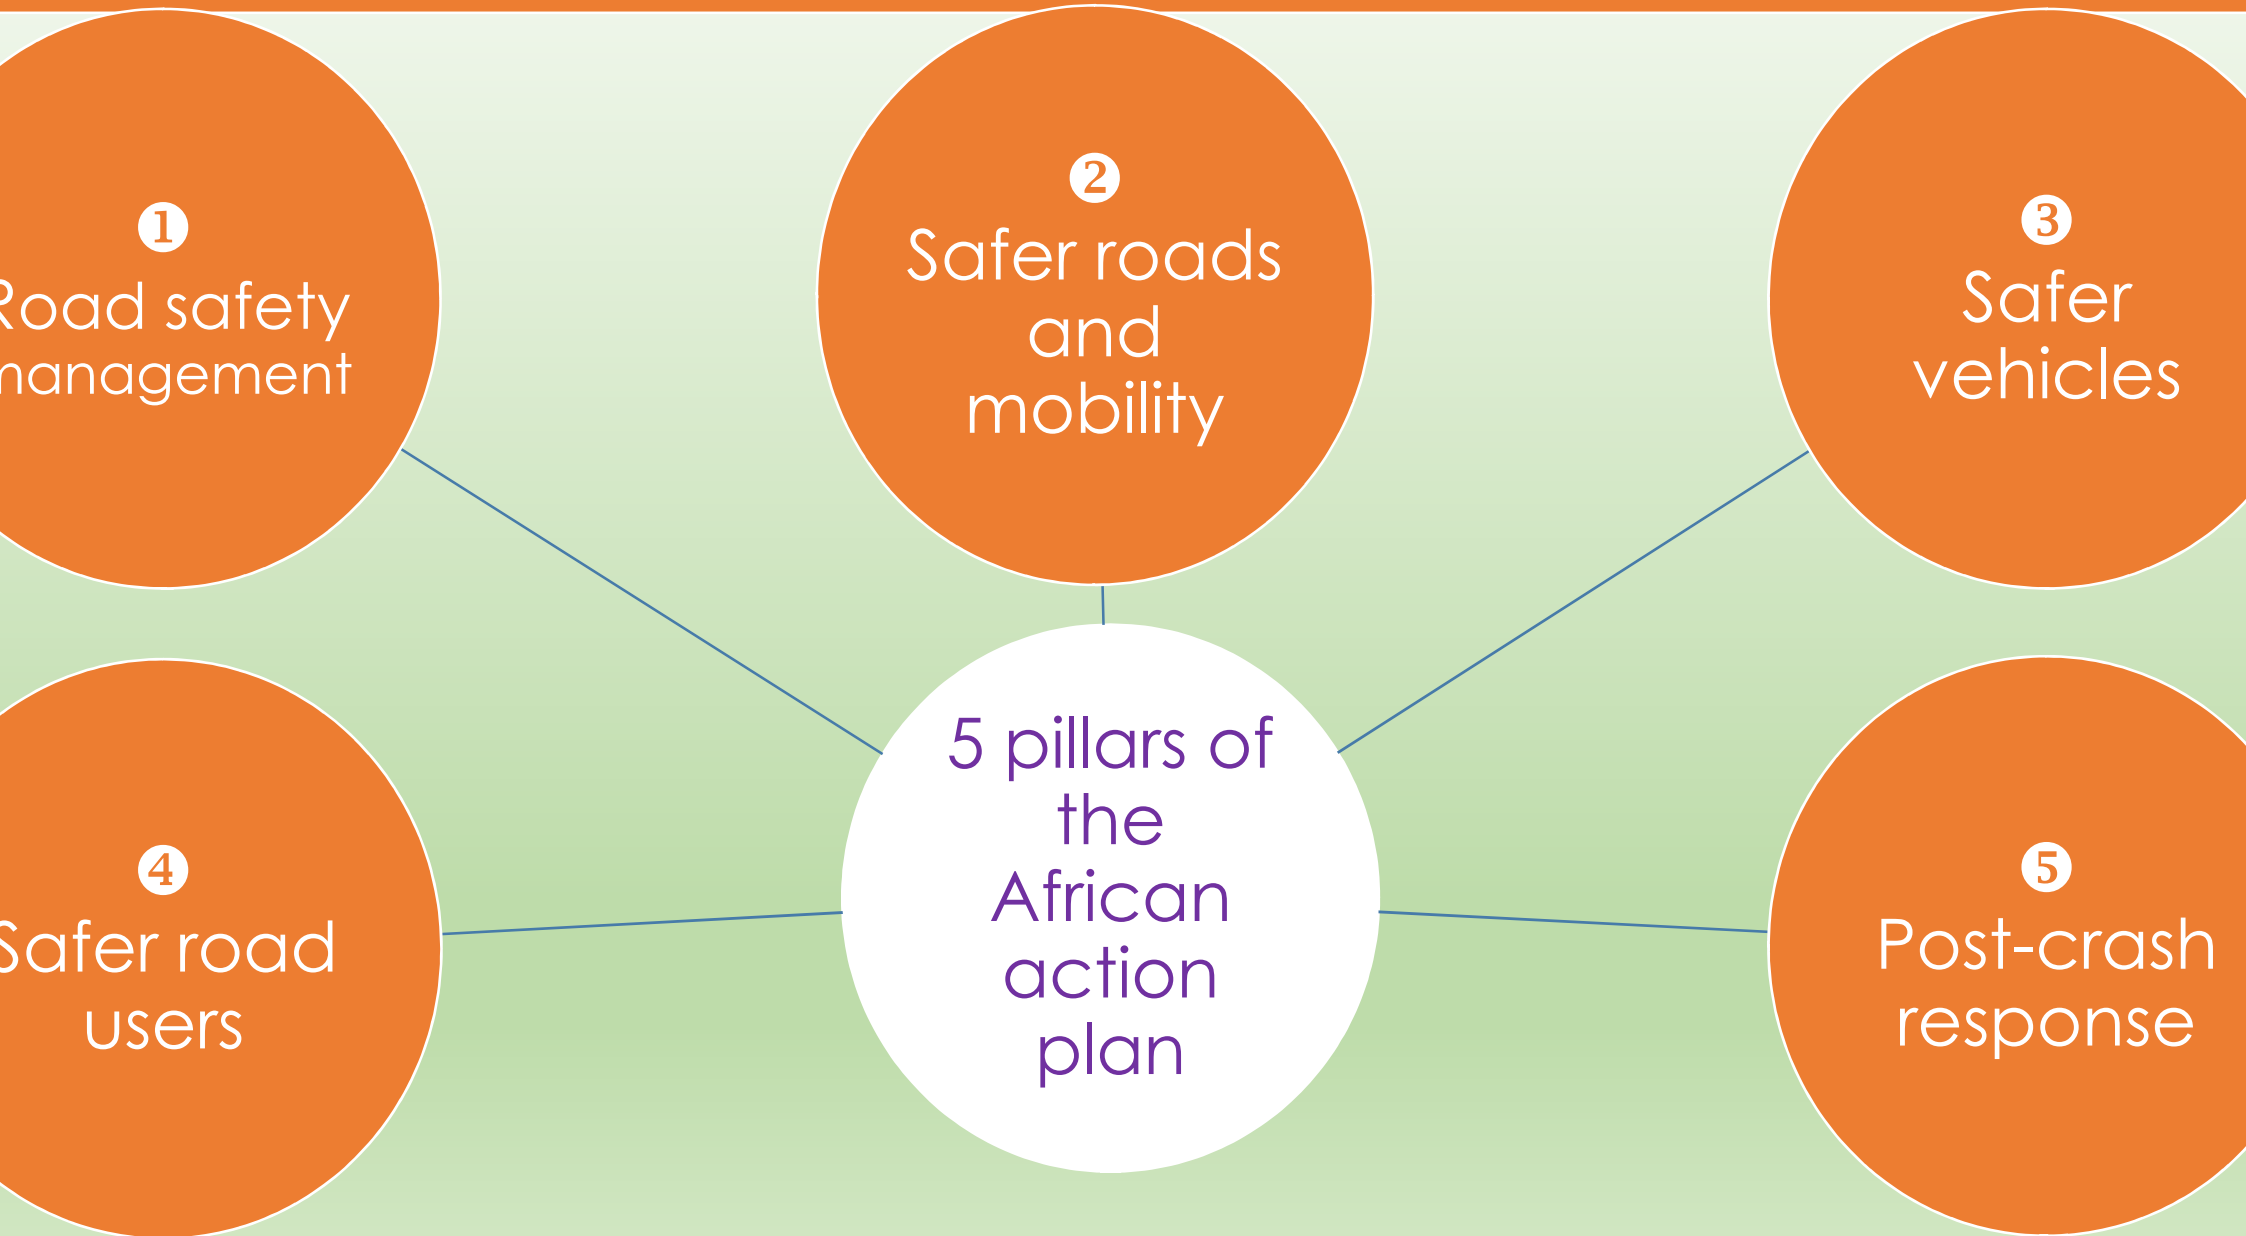 ❶
Road safety
management
❷
Safer roads
and
mobility
❸
Safer
vehicles
❹
Safer road
users
5 pillars of
the
African
action
plan
❺
Post-crash
response